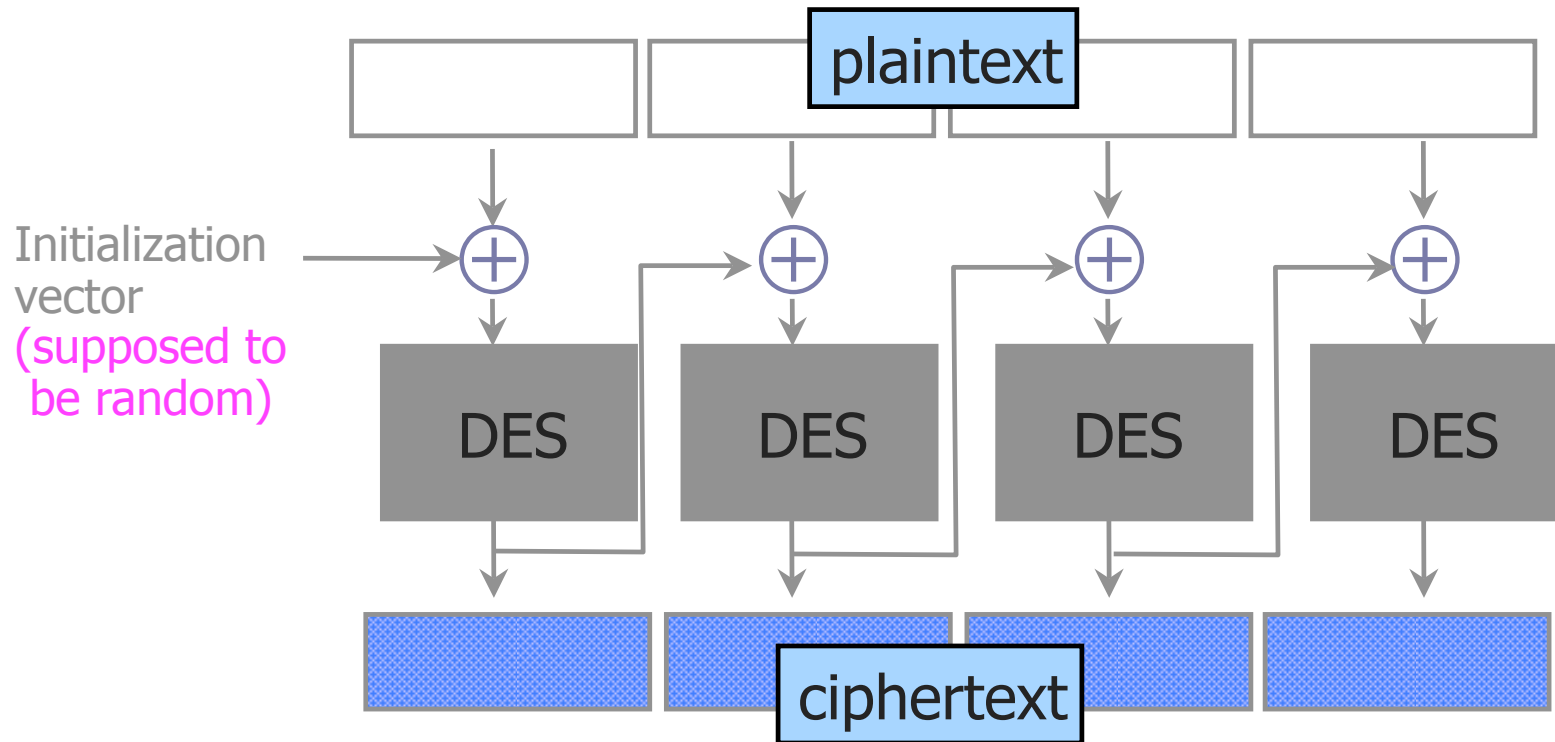 plaintext
Initialization
vector
(supposed to
be random)
DES DES DES DES
ciphertext